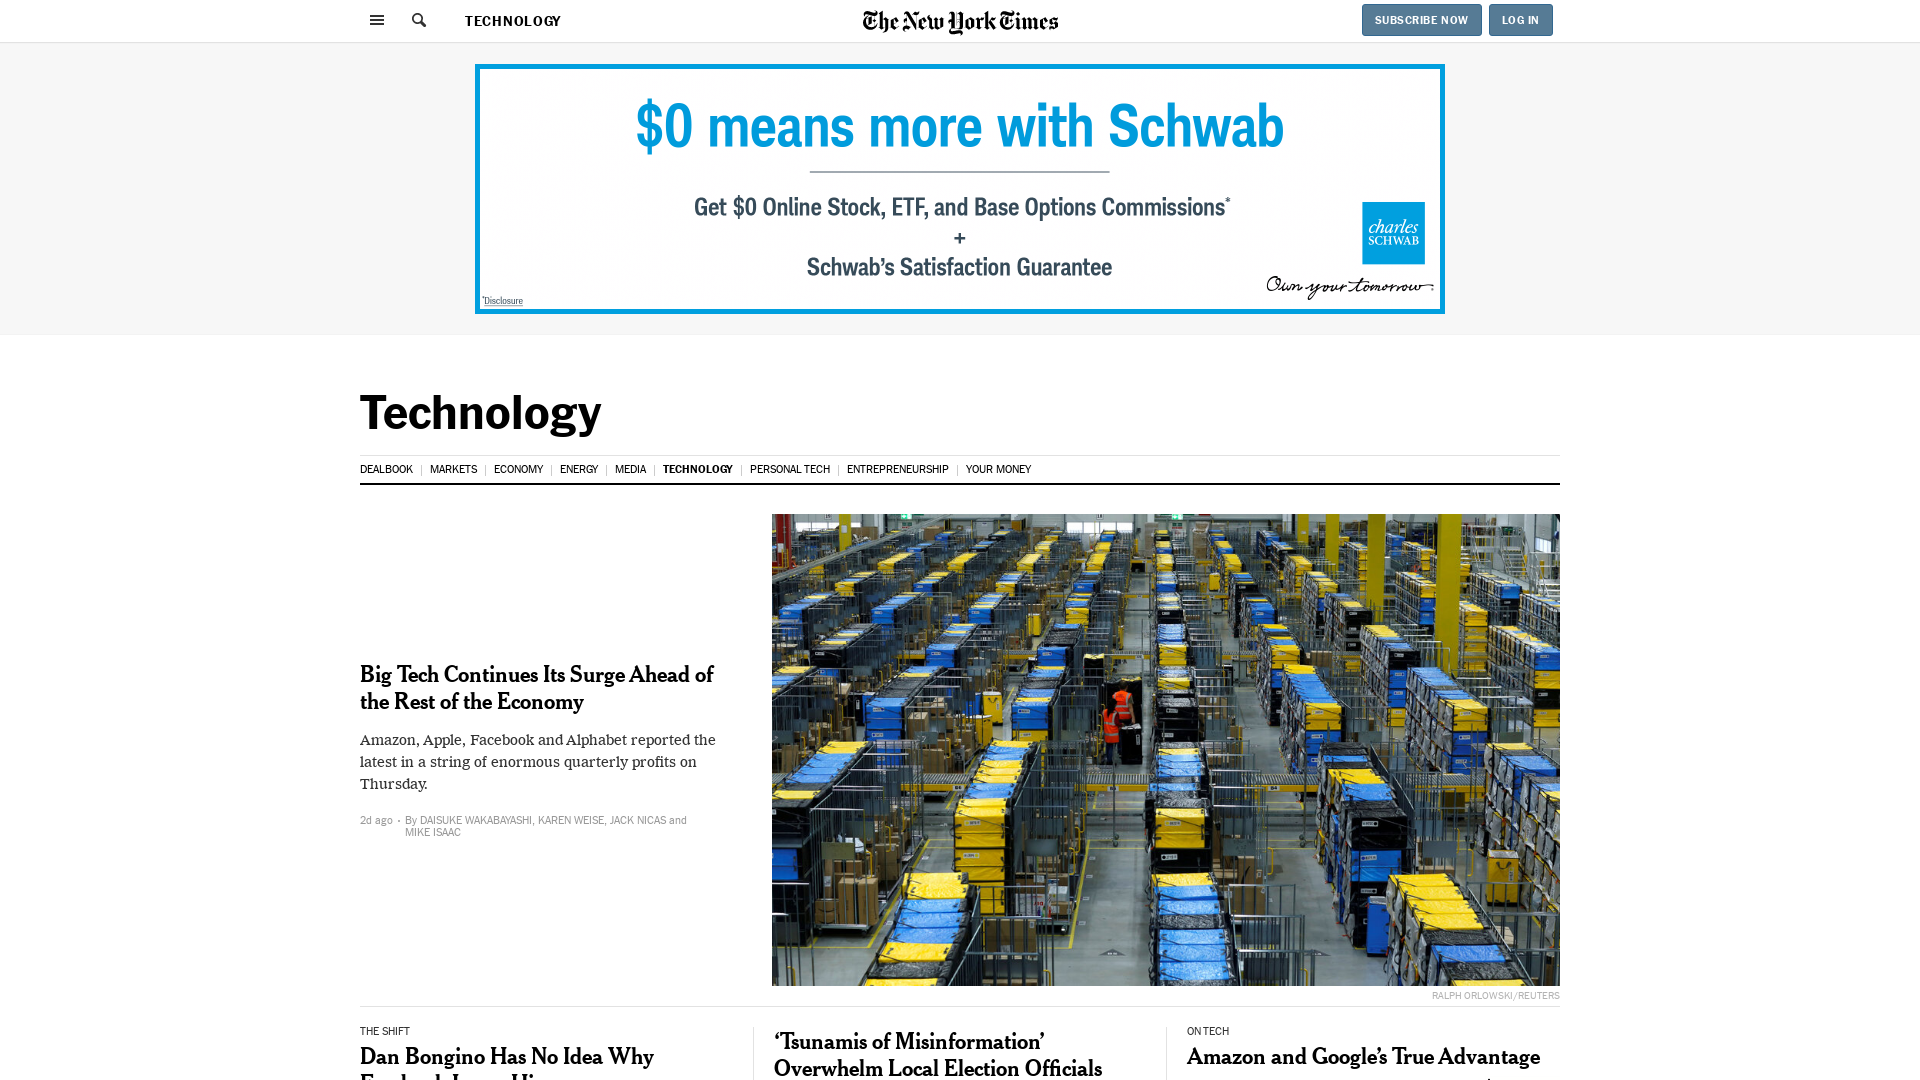 TECHNOLOGY
The New York Times
SUBSCRIBE NOW
LOG IN
$0 means more with Schwab
Get $0 Online Stock, ETF, and Base Options Commissions*
+
Schwab's Satisfaction Guarantee
charles
SCHWAB
Own your tomorrow
*Disclosure
Technology
DEALBOOK
MARKETS
ECONOMY
ENERGY
MEDIA
TECHNOLOGY
PERSONAL TECH
ENTREPRENEURSHIP
YOUR MONEY
Big Tech Continues Its Surge Ahead of
the Rest of the Economy
Amazon, Apple, Facebook and Alphabet reported the
latest in a string of enormous quarterly profits on
Thursday.
2d ago • By DAISUKE WAKABAYASHI, KAREN WEISE, JACK NICAS and
MIKE ISAAC
RALPH ORLOWSKI/REUTERS
THE SHIFT
Dan Bongino Has No Idea Why
‘Tsunamis of Misinformation’
Overwhelm Local Election Officials
ON TECH
Amazon and Google’s True Advantage